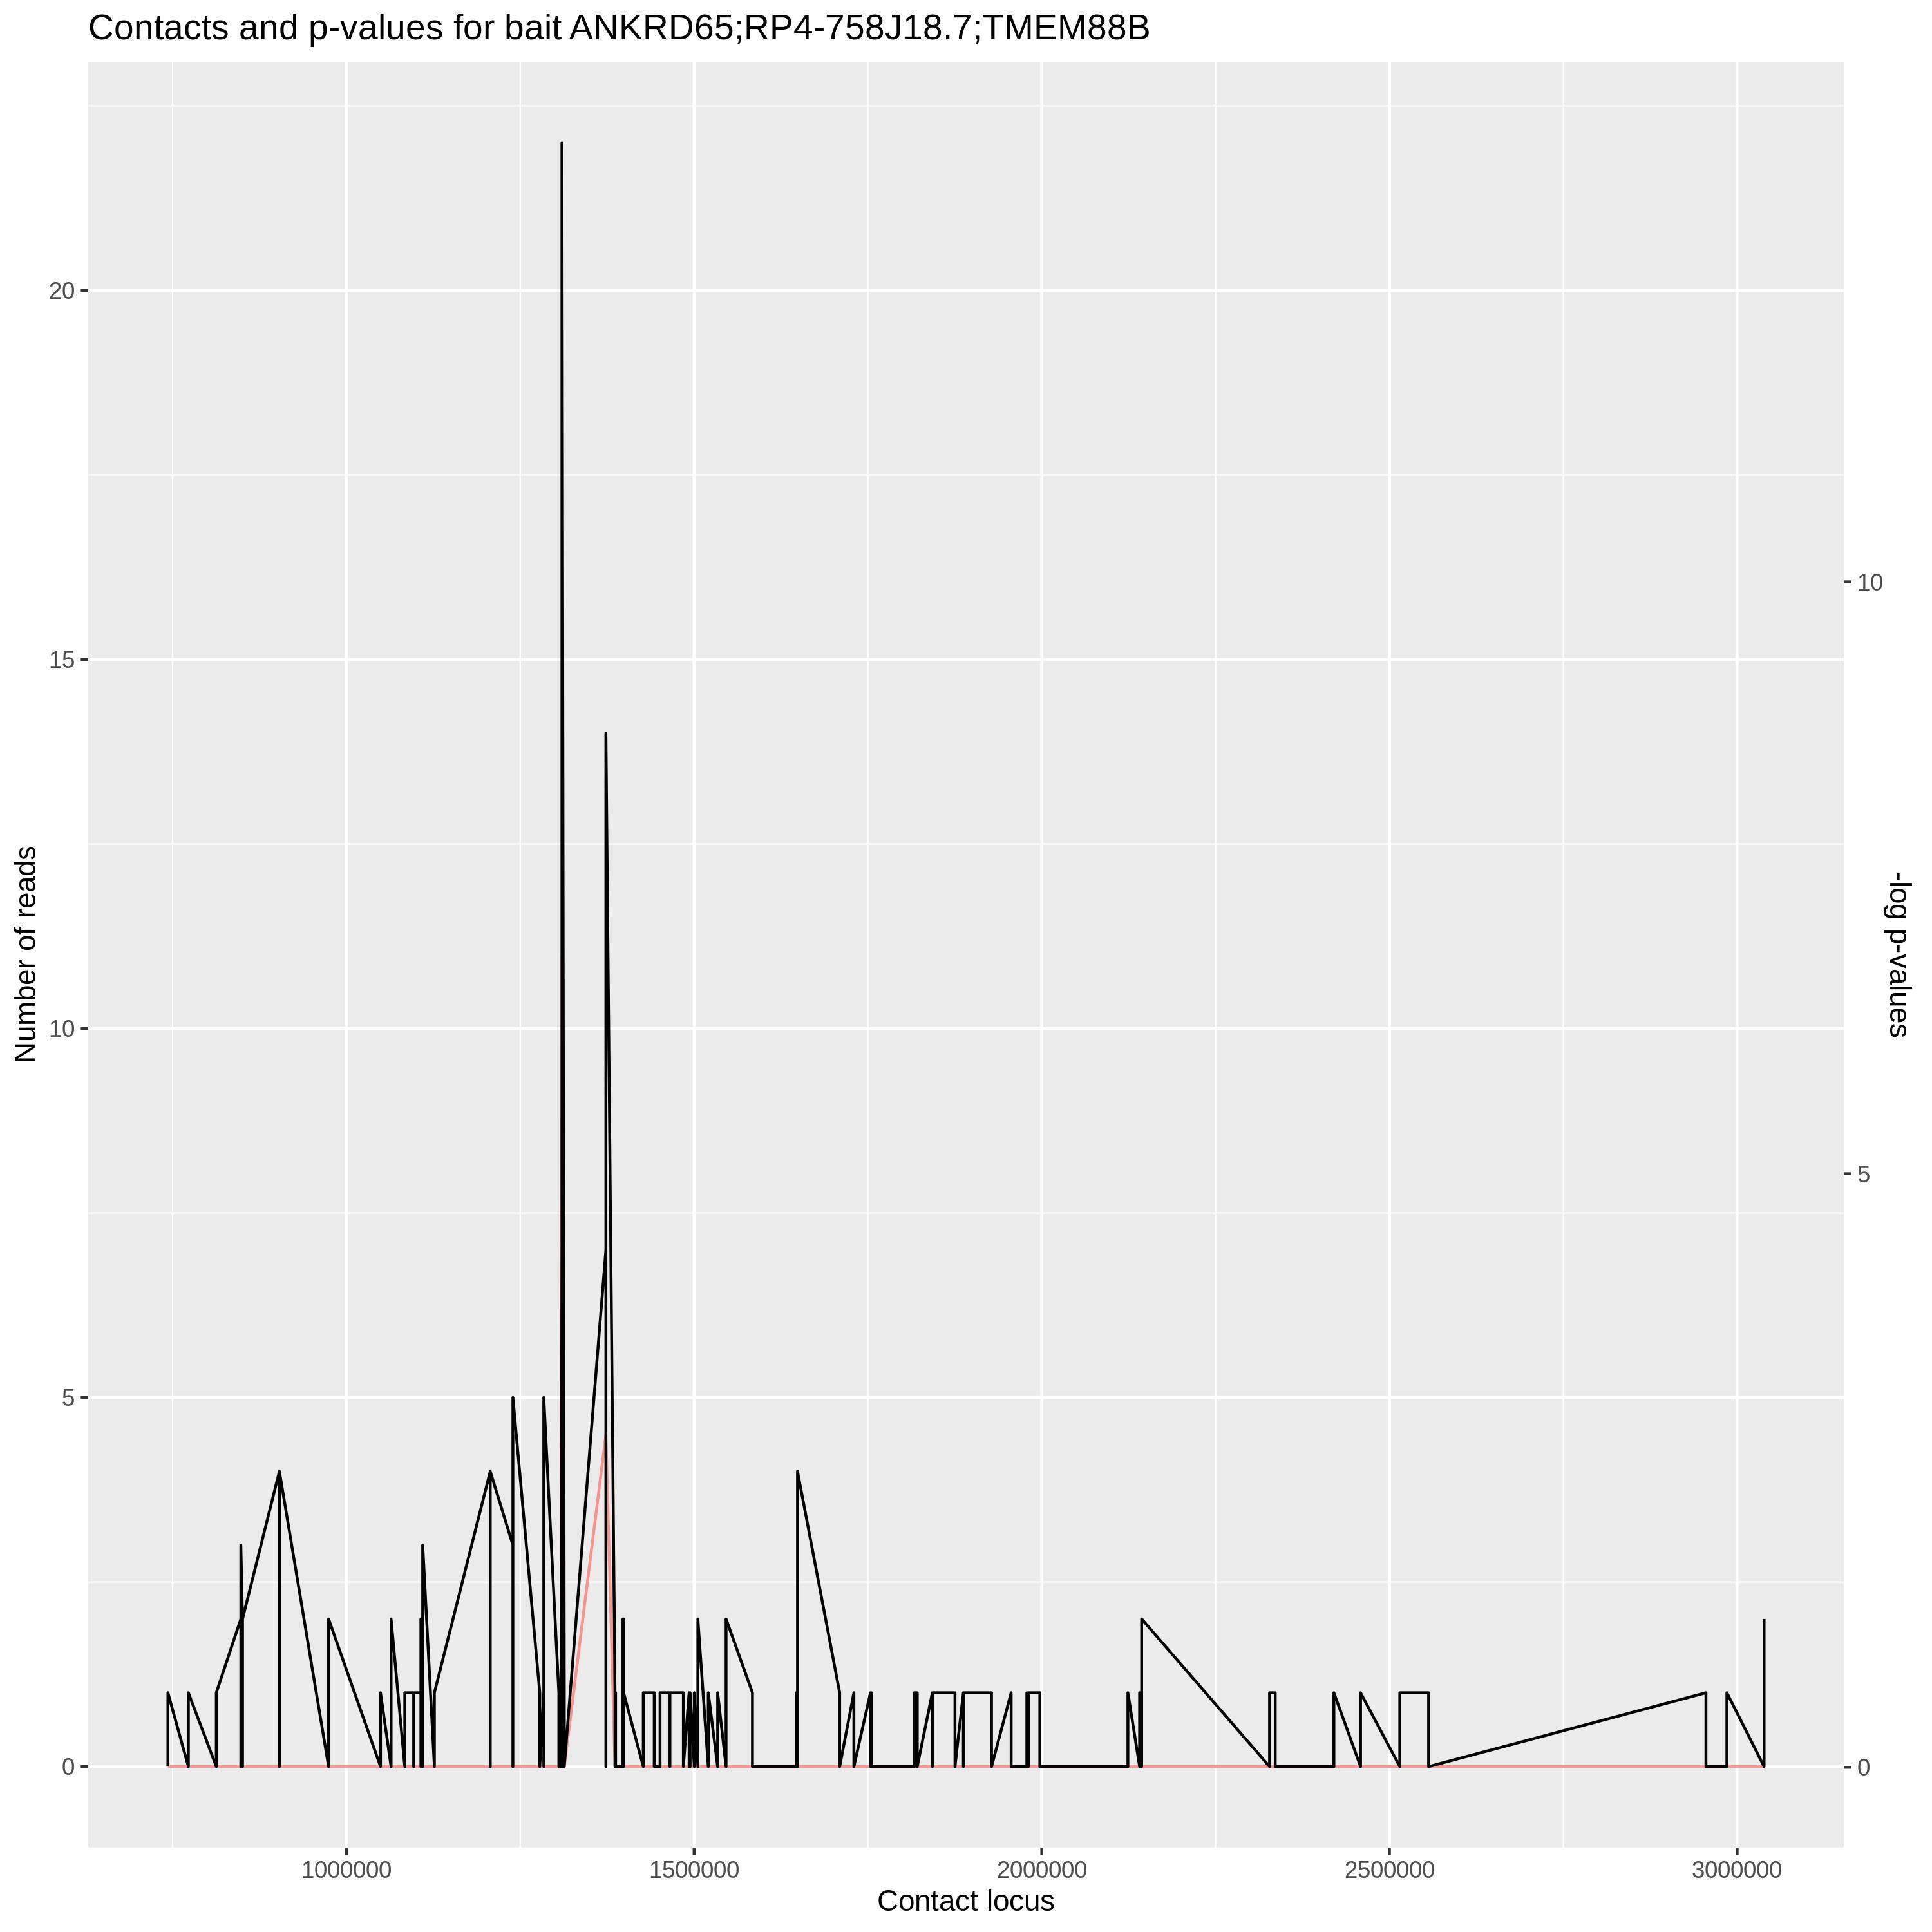 Contacts and p-values for bait ANKRD65;RP4-758J18.7;TMEM88B
20
15
10
5
0
Number of reads
10
5
0
-log p-values
1000000 1500000 2000000 2500000 3000000
Contact locus